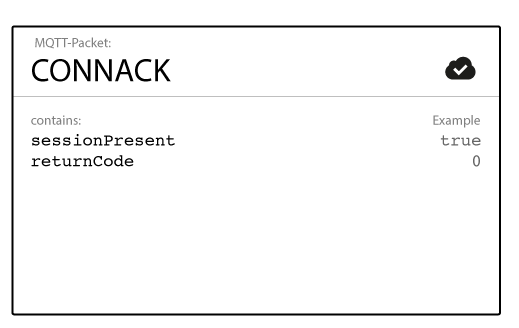 MQTT-Packet:
CONNACK
contains: Example
sessionPresent true
returnCode 0